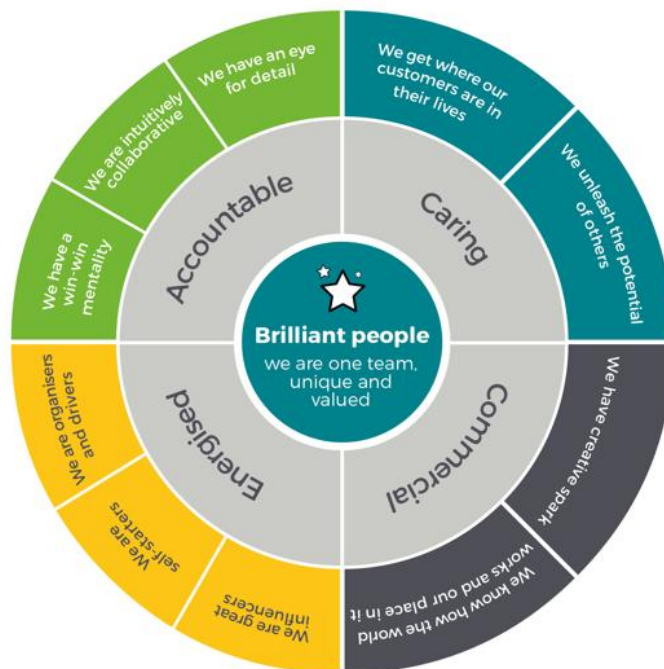 Brilliant people
we are one team,
unique and
valued
Accountable
We have a
win-win
mentality
We are intuitively
collaborative
We have an eye
for detail
Caring
We get where our
customers are in
their lives
We unleash the potential
of others
Commercial
We have creative spark
We know how the world
works and our place in it
Energised
We are great
influencers
We are
self-starters
We are organisers
and drivers